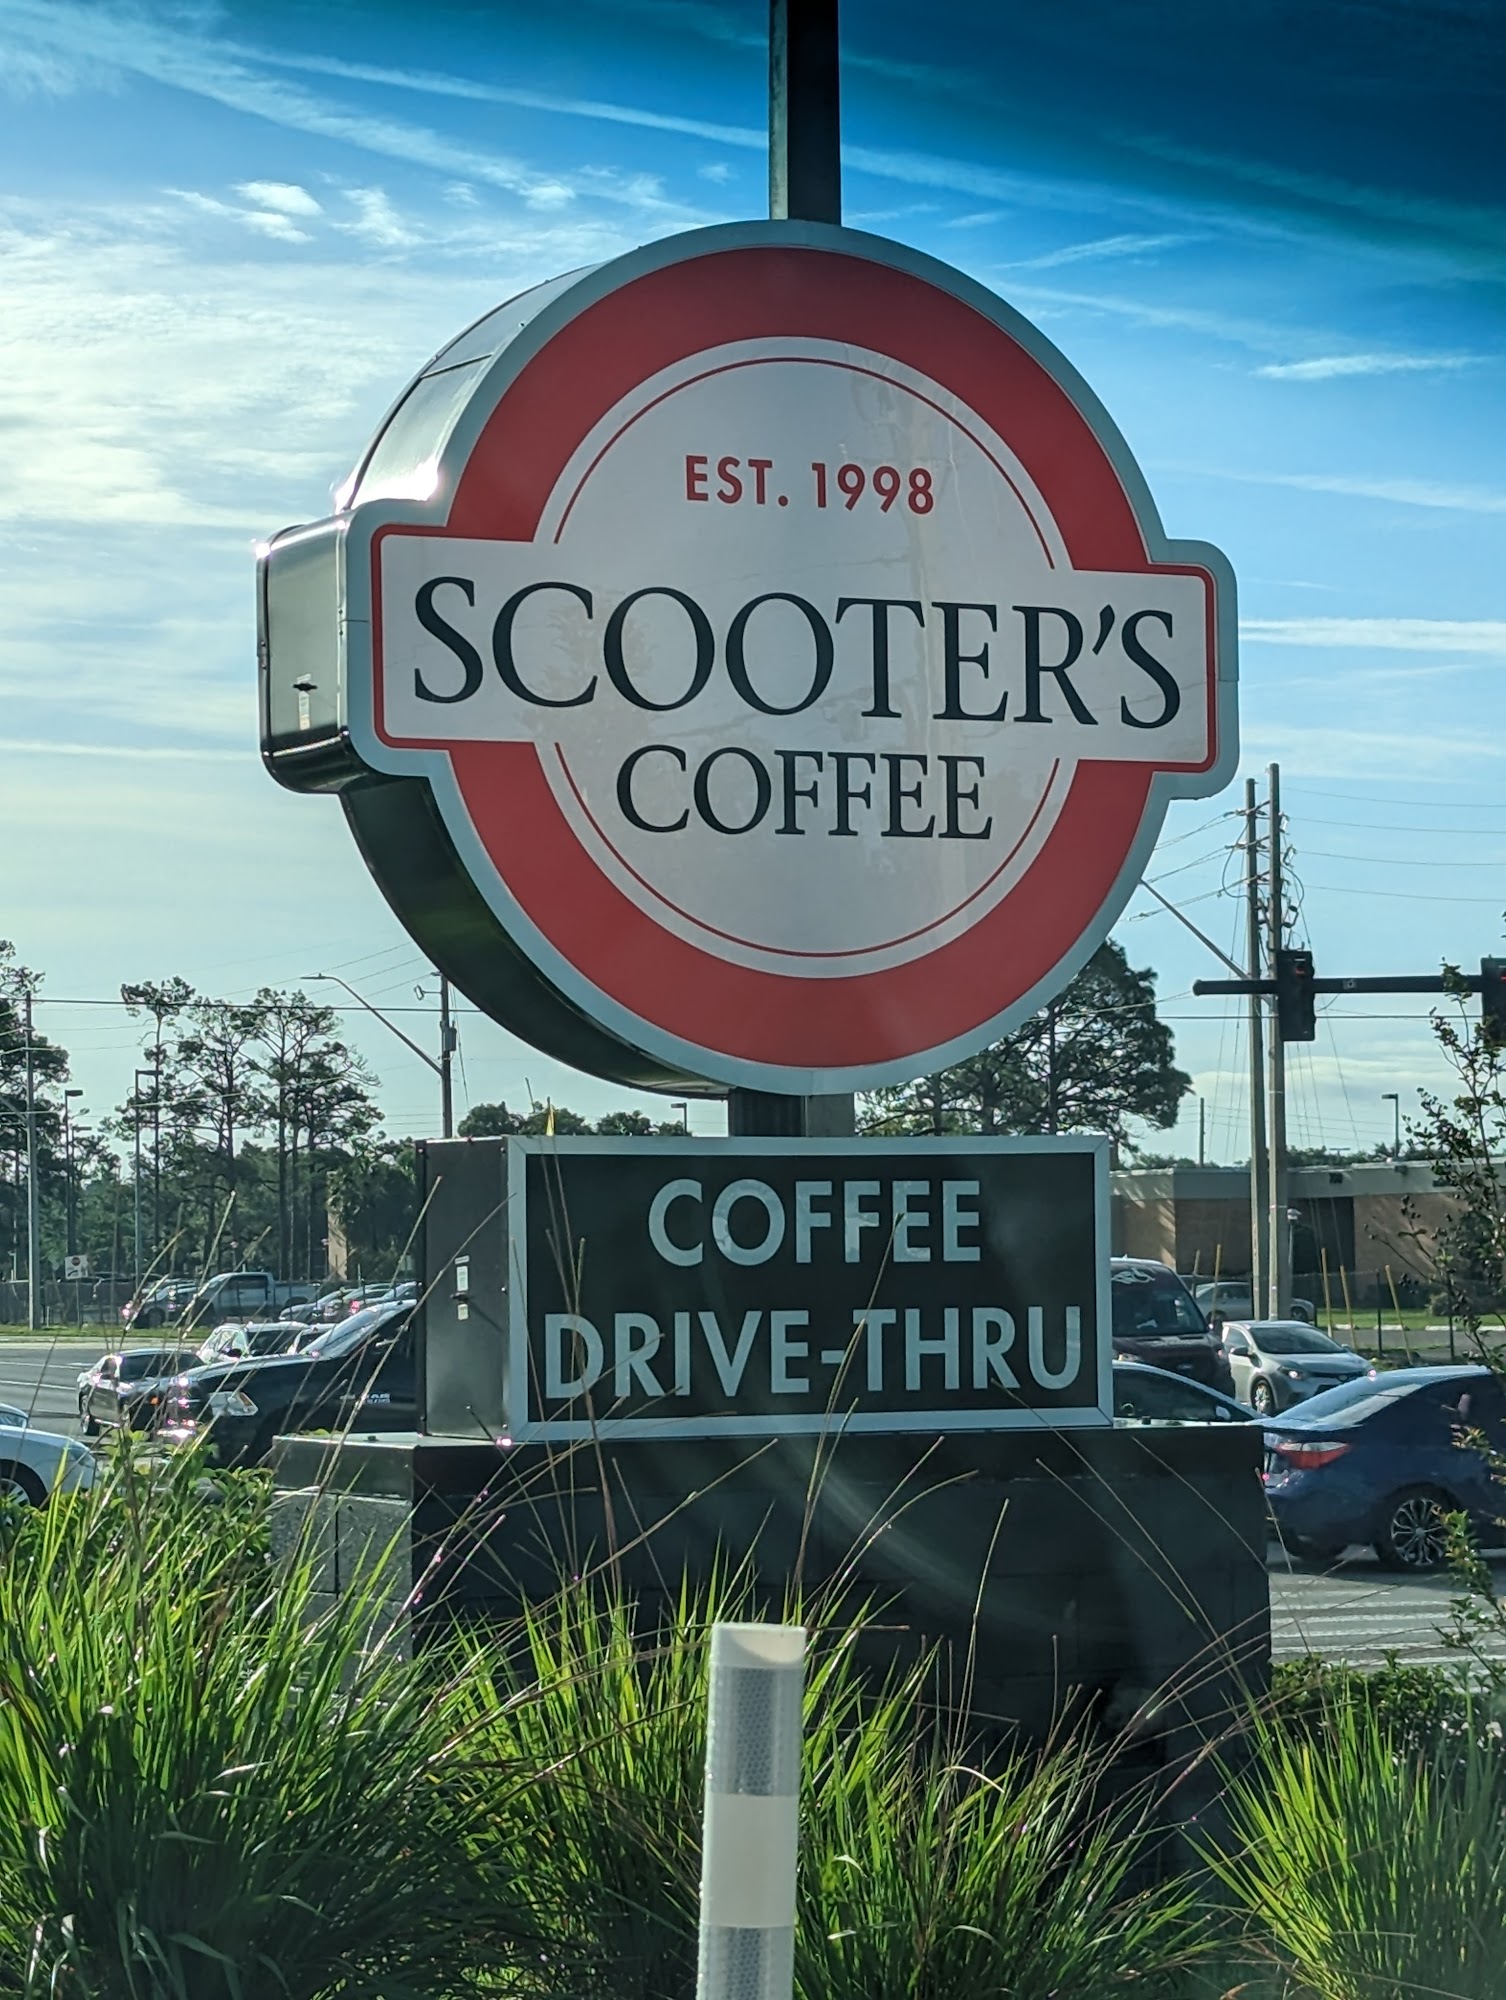 EST. 1998
SCOOTER'S
COFFEE
COFFEE
DRIVE-THRU